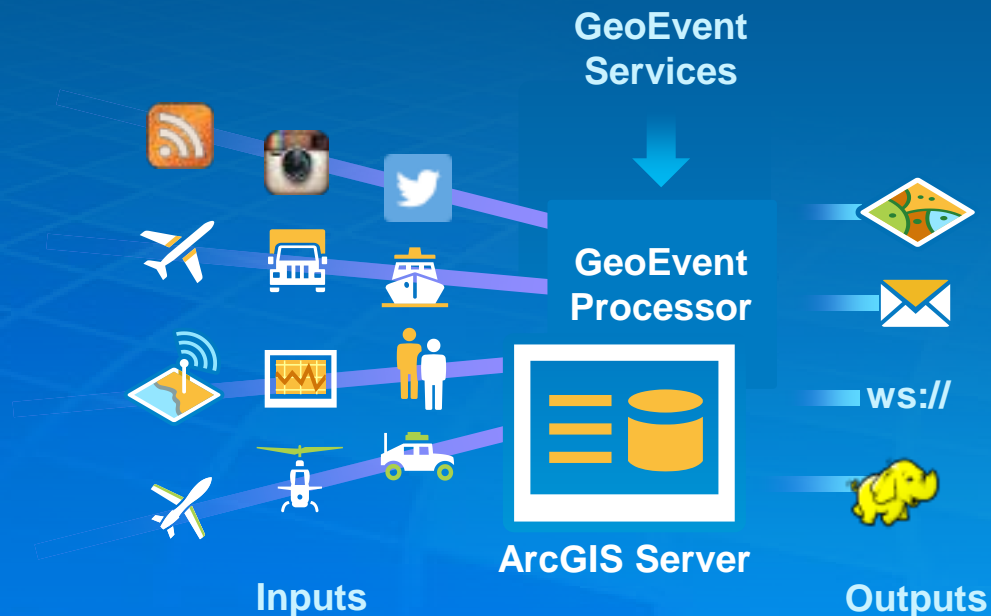 GeoEvent
Services
GeoEvent
Processor
ws://
ArcGIS Server
Inputs
Outputs